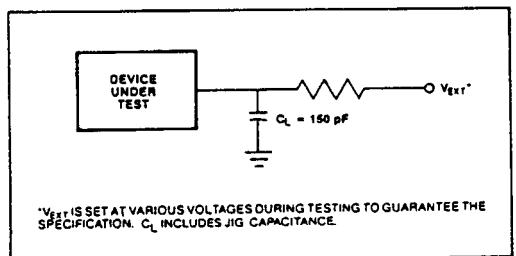 DEVICE
UNDER
TEST
V_EXT*
C_L = 150 pF
*V_EXT IS SET AT VARIOUS VOLTAGES DURING TESTING TO GUARANTEE THE
SPECIFICATION. C_L INCLUDES JIG CAPACITANCE.